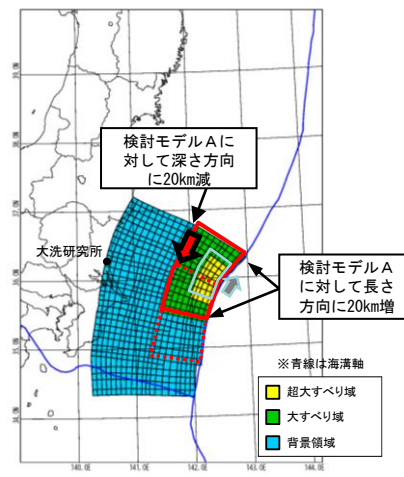 検討モデルAに
対して深さ方向
に20km減
大洗研究所
検討モデルA
に対して長さ
方向に20km増
※青線は海溝軸
超大すべり域
大すべり域
背景領域
140.0E
141.0E
142.0E
143.0E
144.0E